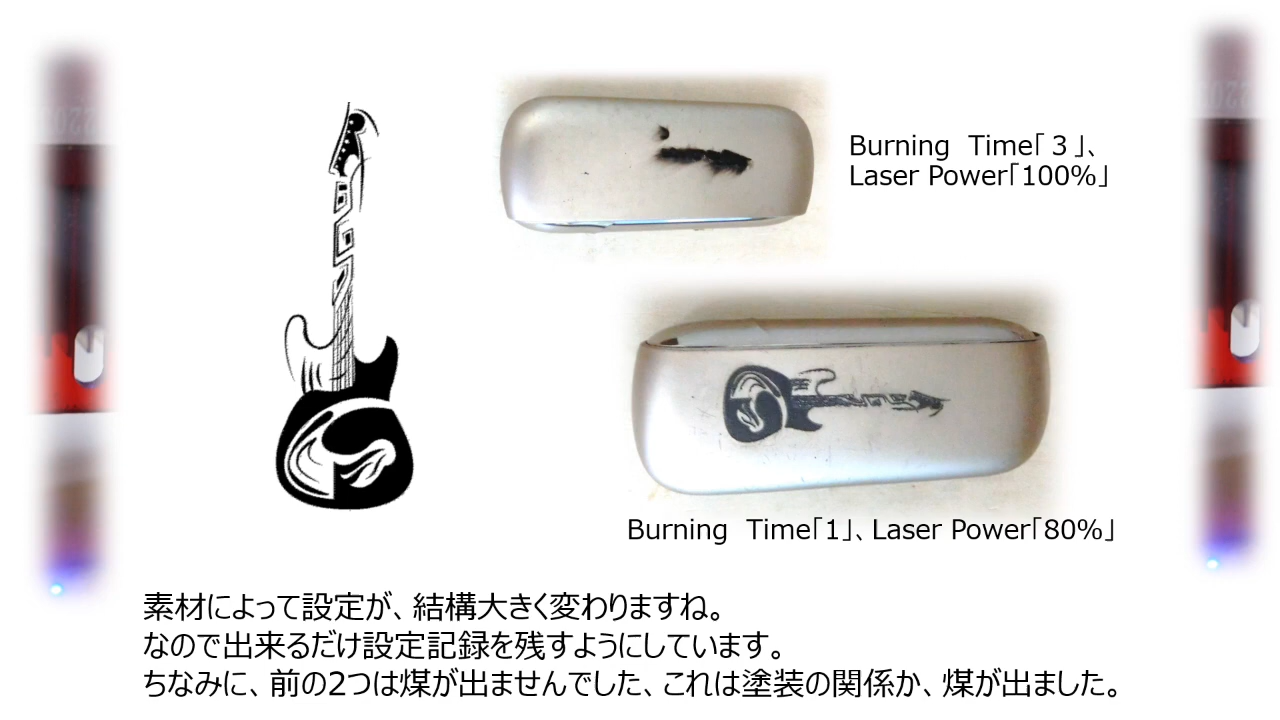 Burning Time「３」、
Laser Power「100%」
Burning Time「1」、Laser Power「80%」
素材によって設定が、結構大きく変わりますね。
なので出来るだけ設定記録を残すようにしています。
ちなみに、前の2つは煤が出ませんでした、これは塗装の関係か、煤が出ました。